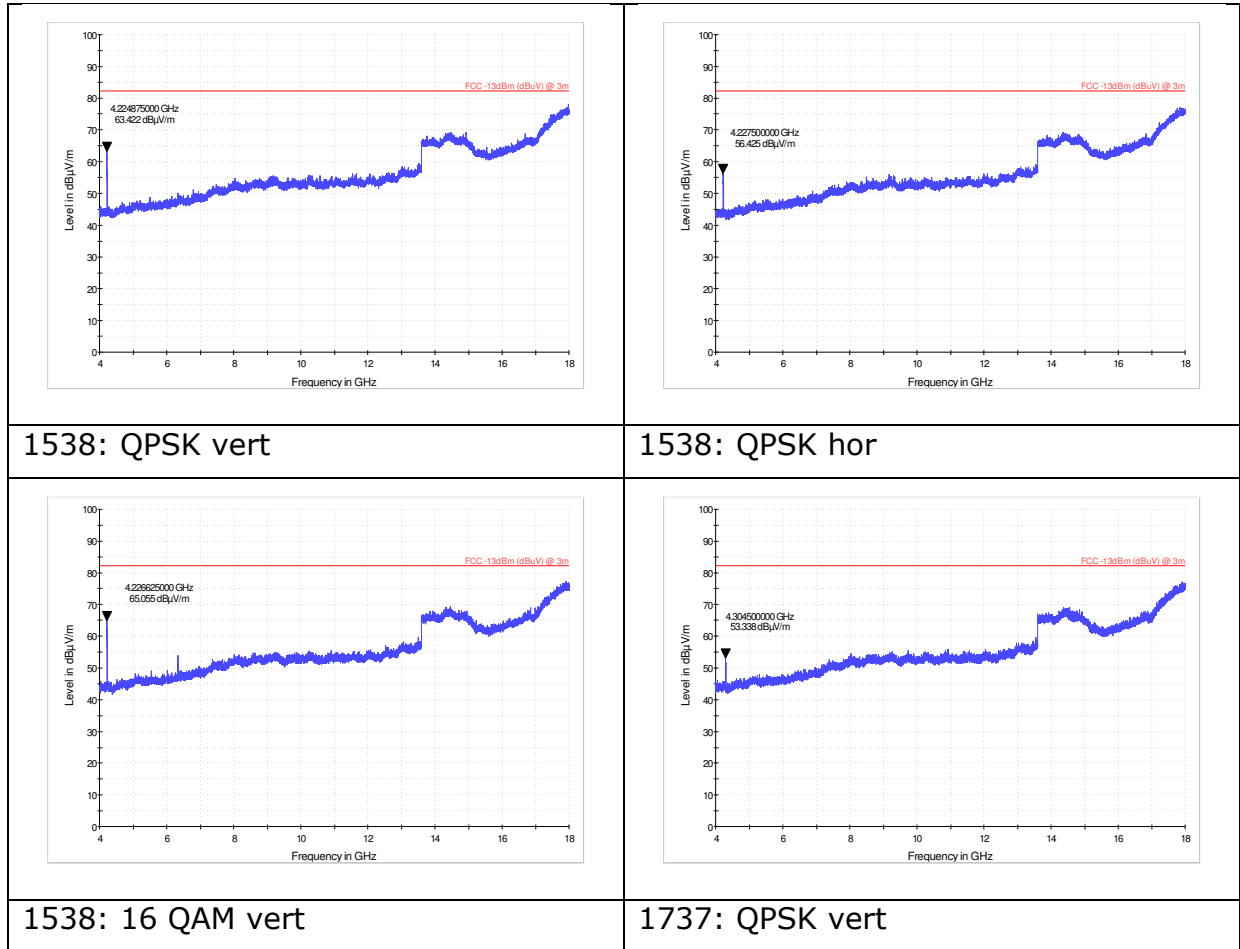 100
90
80
70
60
50
40
30
20
10
0
Level in dBµV/m
FCC -13dBm (dBuV) @ 3m
4.224875000 GHz
63.422 dBµV/m
4 6 8 10 12 14 16 18
Frequency in GHz
100
90
80
70
60
50
40
30
20
10
0
Level in dBµV/m
FCC -13dBm (dBuV) @ 3m
4.227500000 GHz
56.425 dBµV/m
4 6 8 10 12 14 16 18
Frequency in GHz
1538: QPSK vert
1538: QPSK hor
100
90
80
70
60
50
40
30
20
10
0
Level in dBµV/m
FCC -13dBm (dBuV) @ 3m
4.226625000 GHz
65.055 dBµV/m
4 6 8 10 12 14 16 18
Frequency in GHz
100
90
80
70
60
50
40
30
20
10
0
Level in dBµV/m
FCC -13dBm (dBuV) @ 3m
4.304500000 GHz
53.338 dBµV/m
4 6 8 10 12 14 16 18
Frequency in GHz
1538: 16 QAM vert
1737: QPSK vert